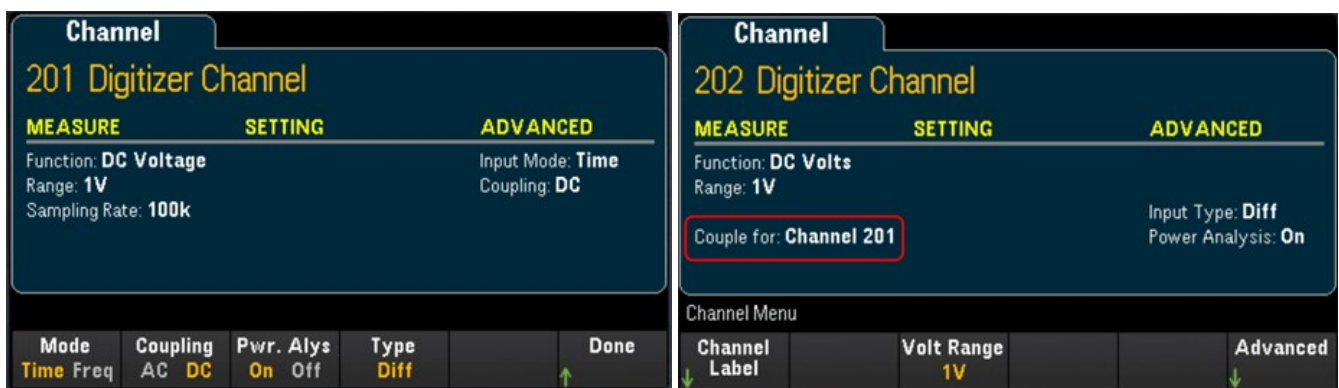 Channel
201 Digitizer Channel
MEASURE SETTING ADVANCED
Function: DC Voltage Input Mode: Time
Range: 1V Coupling: DC
Sampling Rate: 100k
Mode Coupling Pwr. Alys Type Done
Time Freq AC DC On Off Diff
Channel
202 Digitizer Channel
MEASURE SETTING ADVANCED
Function: DC Volts
Range: 1V
Input Type: Diff
Couple for: Channel 201 Power Analysis: On
Channel Menu
Channel Label Volt Range Advanced
1V